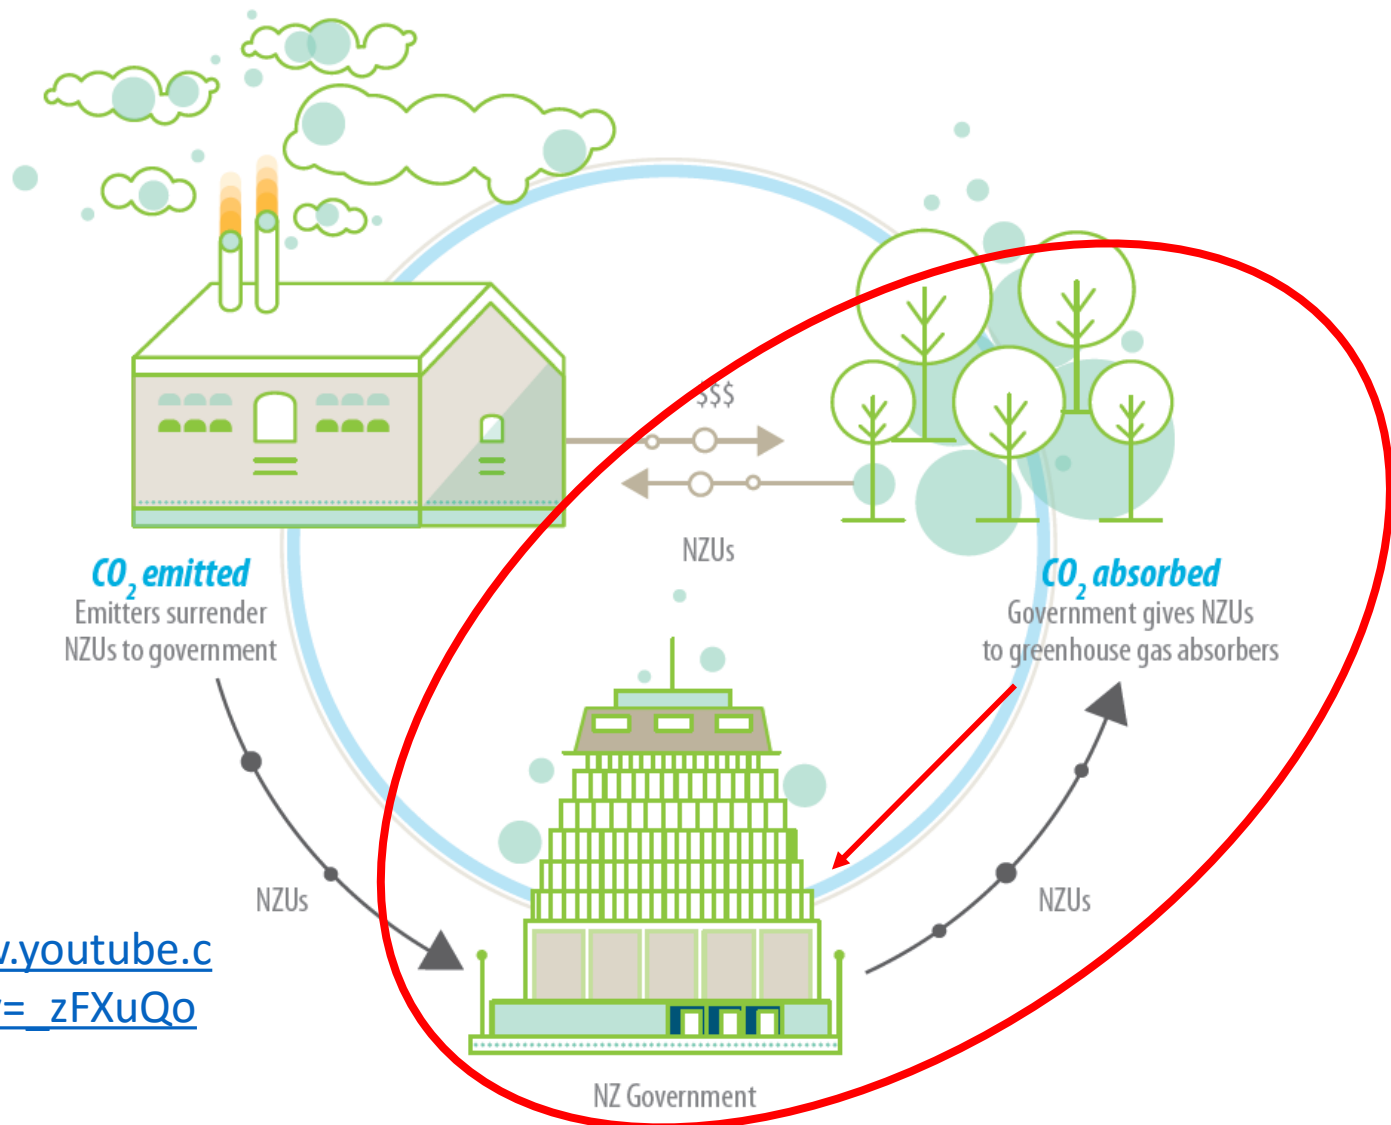 $$$
NZUs
CO₂ emitted
Emitters surrender
NZUs to government
CO₂ absorbed
Government gives NZUs
to greenhouse gas absorbers
NZUs
NZUs
.youtube.c
=_zFXuQo
NZ Government